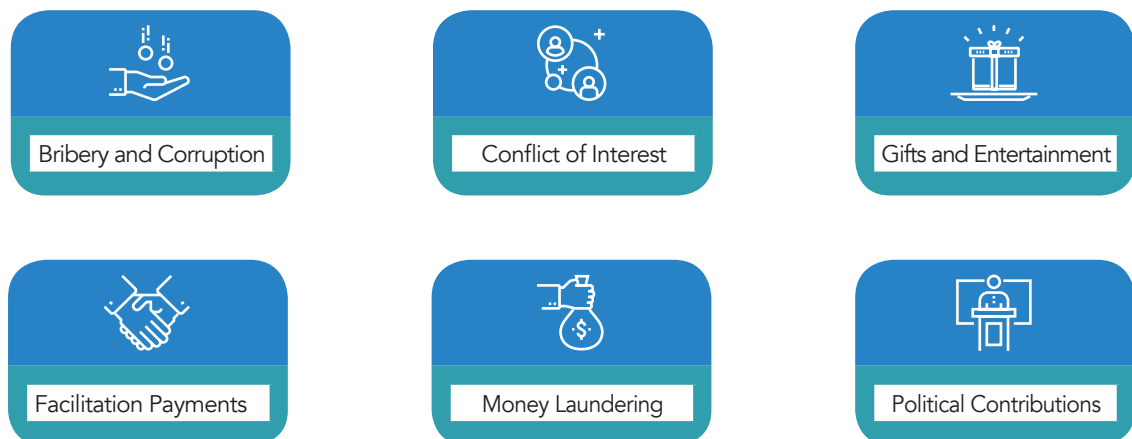 Bribery and Corruption
Conflict of Interest
Gifts and Entertainment
Facilitation Payments
$
Money Laundering
Political Contributions